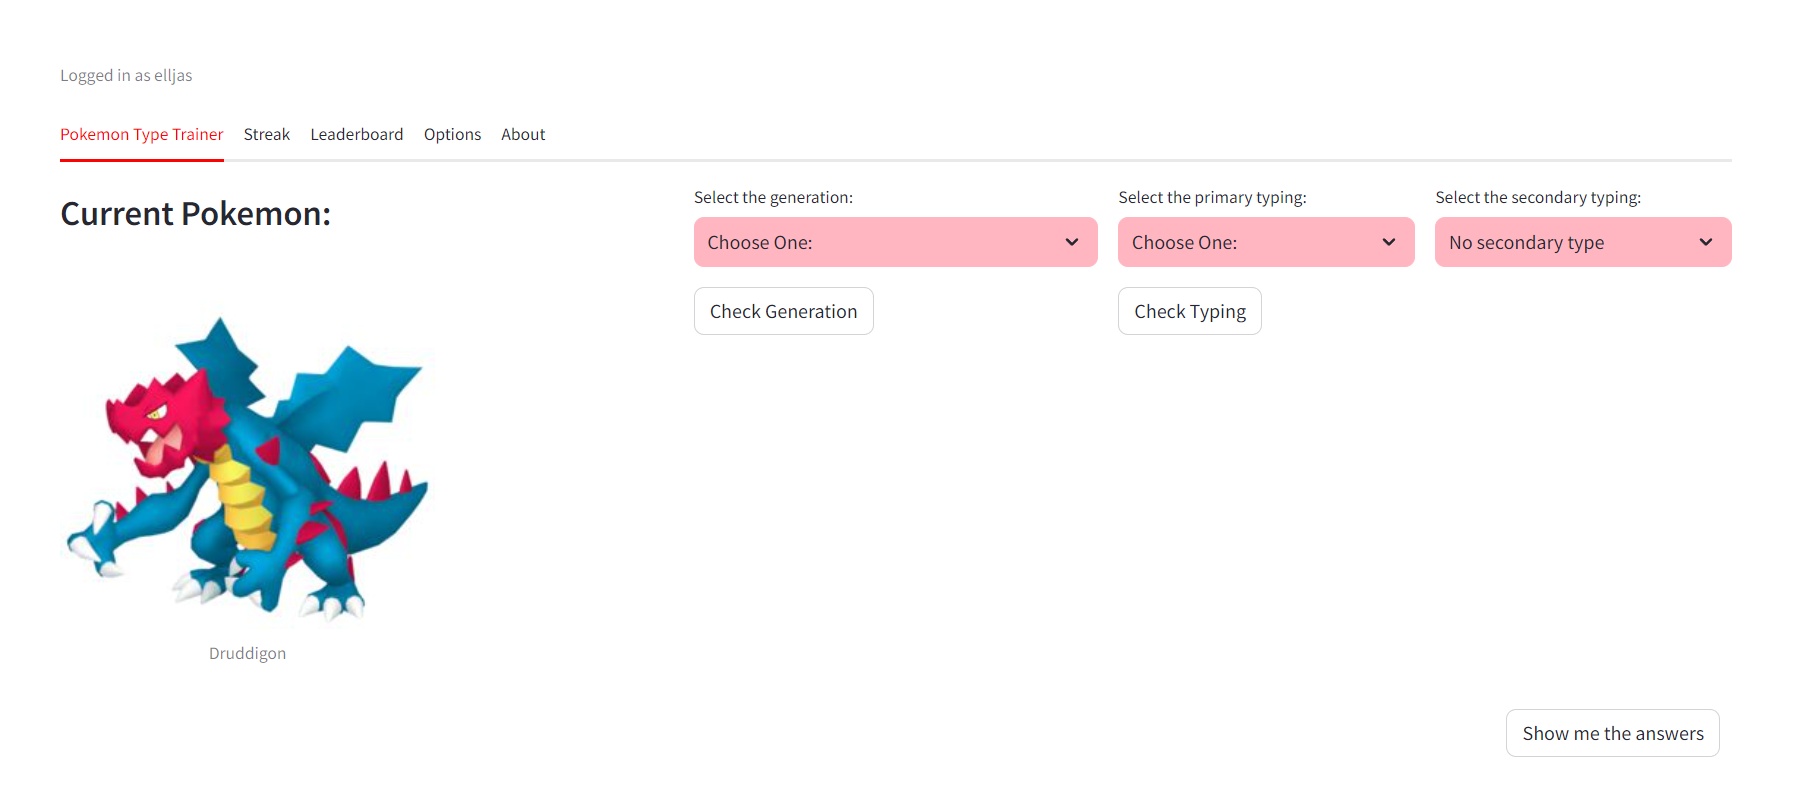 Logged in as elljas
Pokemon Type Trainer Streak Leaderboard Options About
Current Pokemon:
Select the generation:
Choose One:
Check Generation
Select the primary typing:
Choose One:
Check Typing
Select the secondary typing:
No secondary type
Druddigon
Show me the answers